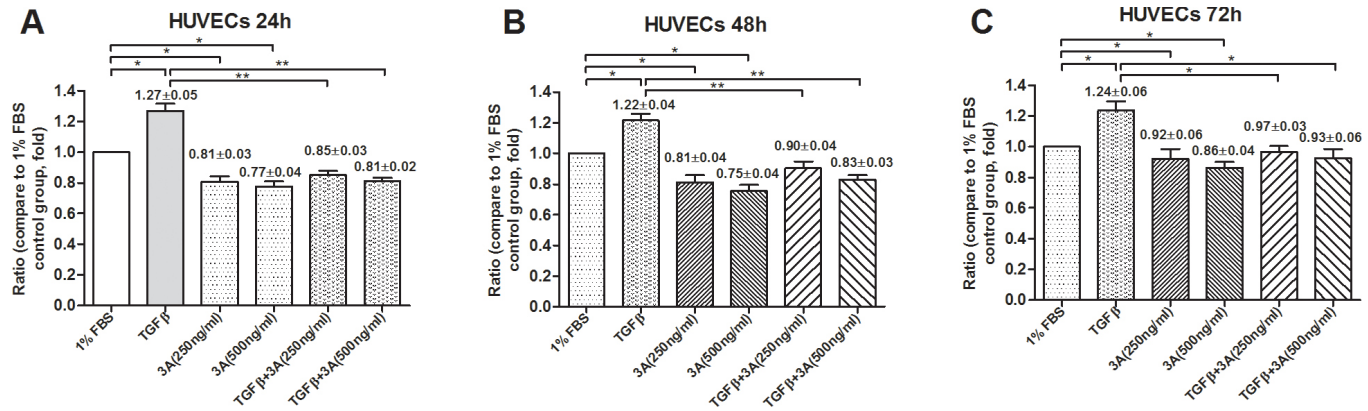 A
HUVECs 24h
*
*
*
**
**
Ratio (compare to 1% FBS
control group, fold)
1.4
1.2
1.0
0.8
0.6
0.4
0.2
0.0
1.27±0.05
0.81±0.03
0.77±0.04
0.85±0.03
0.81±0.02
1% FBS
TGFβ
3A(250ng/ml)
3A(500ng/ml)
TGFβ+3A(250ng/ml)
TGFβ+3A(500ng/ml)
B
HUVECs 48h
*
*
*
**
**
Ratio (compare to 1% FBS
control group, fold)
1.4
1.2
1.0
0.8
0.6
0.4
0.2
0.0
1.22±0.04
0.81±0.04
0.75±0.04
0.90±0.04
0.83±0.03
1% FBS
TGFβ
3A(250ng/ml)
3A(500ng/ml)
TGFβ+3A(250ng/ml)
TGFβ+3A(500ng/ml)
C
HUVECs 72h
*
*
*
*
*
Ratio (compare to 1% FBS
control group, fold)
1.4
1.2
1.0
0.8
0.6
0.4
0.2
0.0
1.24±0.06
0.92±0.06
0.86±0.04
0.97±0.03
0.93±0.06
1% FBS
TGFβ
3A(250ng/ml)
3A(500ng/ml)
TGFβ+3A(250ng/ml)
TGFβ+3A(500ng/ml)